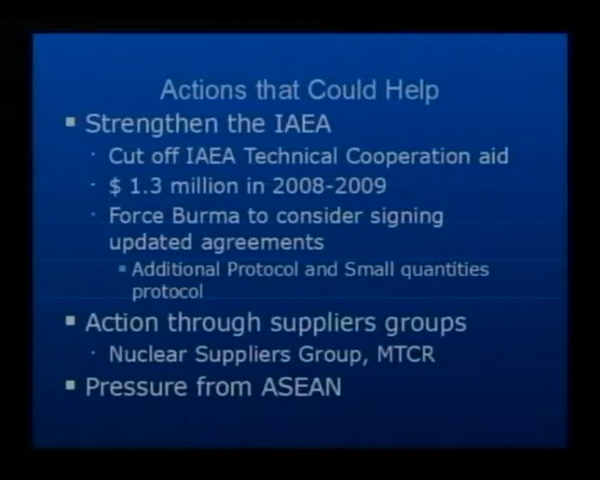 Actions that Could Help
▪ Strengthen the IAEA
· Cut off IAEA Technical Cooperation aid
· $ 1.3 million in 2008-2009
· Force Burma to consider signing
updated agreements
▪ Additional Protocol and Small quantities
protocol
▪ Action through suppliers groups
· Nuclear Suppliers Group, MTCR
▪ Pressure from ASEAN